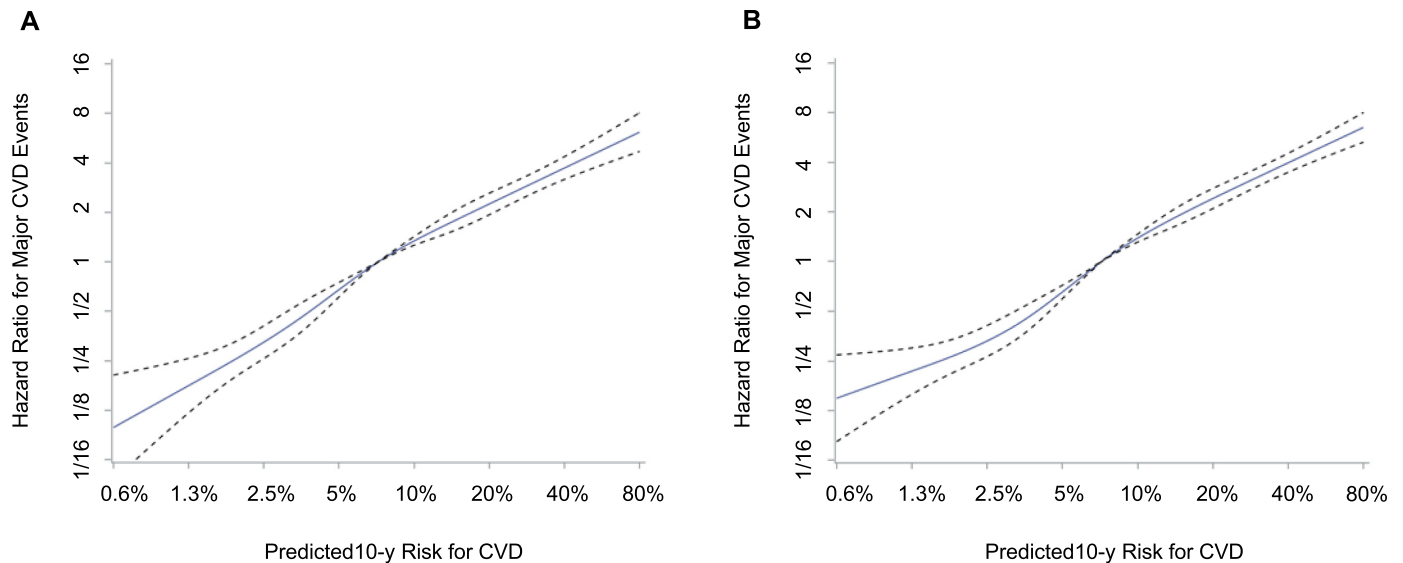 A
Hazard Ratio for Major CVD Events
16
8
4
2
1
1/2
1/4
1/8
1/16
0.6% 1.3% 2.5% 5% 10% 20% 40% 80%
Predicted10-y Risk for CVD
B
Hazard Ratio for Major CVD Events
16
8
4
2
1
1/2
1/4
1/8
1/16
0.6% 1.3% 2.5% 5% 10% 20% 40% 80%
Predicted10-y Risk for CVD